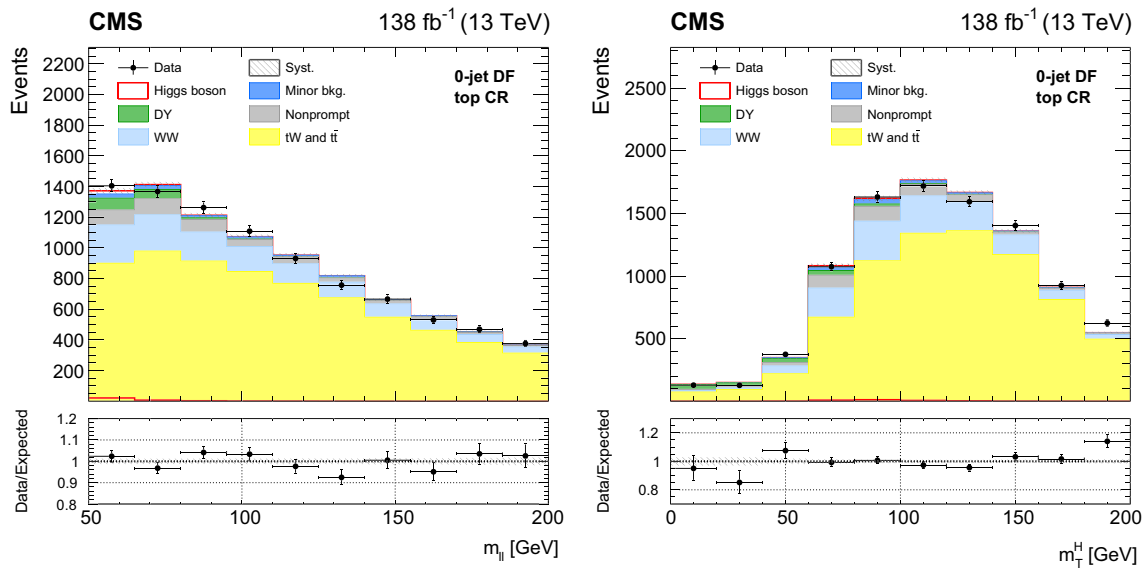 CMS 138 fb⁻¹ (13 TeV)
Events
2200
2000
1800
1600
1400
1200
1000
800
600
400
200
Data Syst.
Higgs boson Minor bkg.
DY Nonprompt
WW tW and tt̄
0-jet DF
top CR
Data/Expected
1.2
1.1
1
0.9
0.8
50 100 150 200
m_ll [GeV]
CMS 138 fb⁻¹ (13 TeV)
Events
2500
2000
1500
1000
500
Data Syst.
Higgs boson Minor bkg.
DY Nonprompt
WW tW and tt̄
0-jet DF
top CR
Data/Expected
1.2
1
0.8
0 50 100 150 200
m_T^H [GeV]